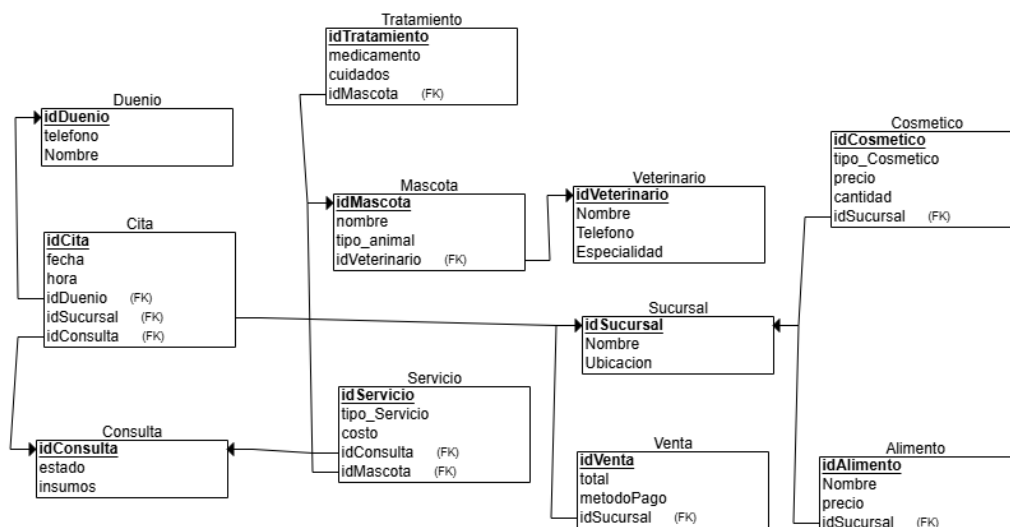 Tratamiento
idTratamiento
medicamento
cuidados
idMascota (FK)
Duenio
idDuenio
telefono
Nombre
Cosmetico
idCosmetico
tipo_Cosmetico
precio
cantidad
idSucursal (FK)
Mascota
idMascota
nombre
tipo_animal
idVeterinario (FK)
Veterinario
idVeterinario
Nombre
Telefono
Especialidad
Cita
idCita
fecha
hora
idDuenio (FK)
idSucursal (FK)
idConsulta (FK)
Sucursal
idSucursal
Nombre
Ubicacion
Servicio
idServicio
tipo_Servicio
costo
idConsulta (FK)
idMascota (FK)
Consulta
idConsulta
estado
insumos
Venta
idVenta
total
metodoPago
idSucursal (FK)
Alimento
idAlimento
Nombre
precio
idSucursal (FK)